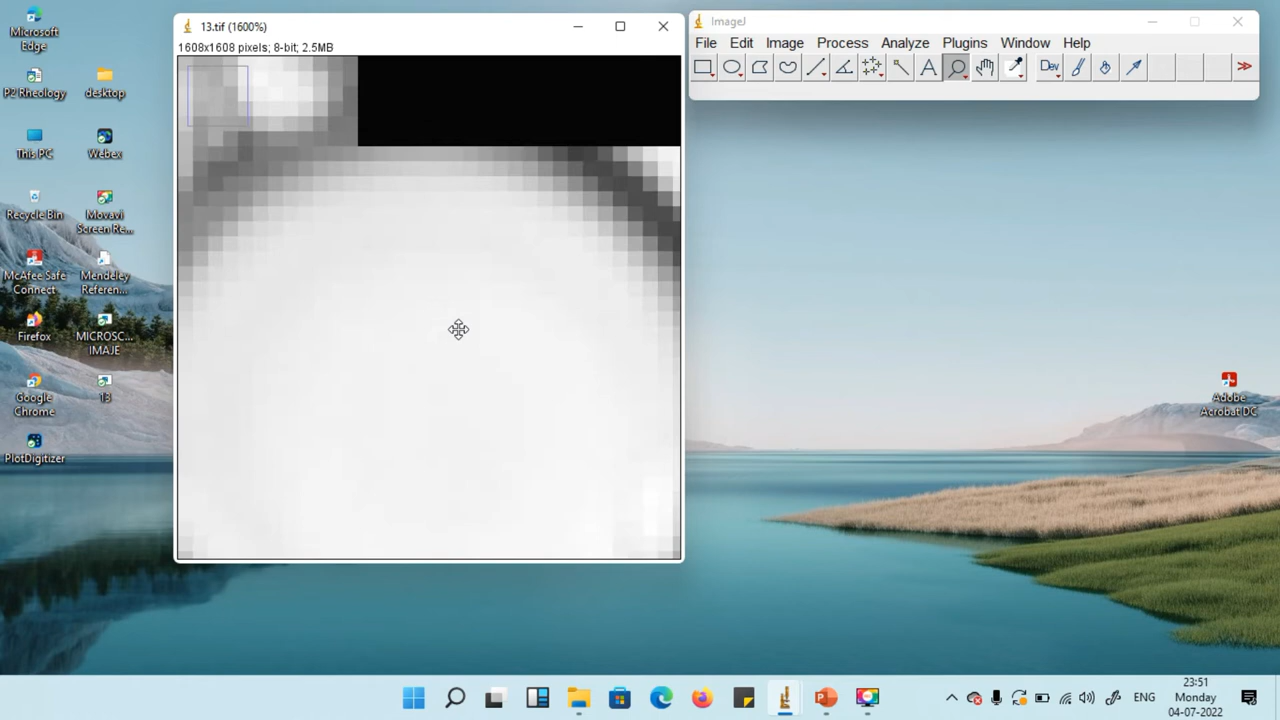 Microsoft Edge
P2 Rheology
desktop
This PC
Webex
Recycle Bin
Movavi Screen Re...
McAfee Safe Connect
Mendeley Referen...
Firefox
MICROSC... IMAJE
Google Chrome
13
PlotDigitizer
13.tif (1600%)
1608x1608 pixels; 8-bit; 2.5MB
ImageJ
File Edit Image Process Analyze Plugins Window Help
A Dev >>
Adobe Acrobat DC
ENG
23:51
Monday
04-07-2022